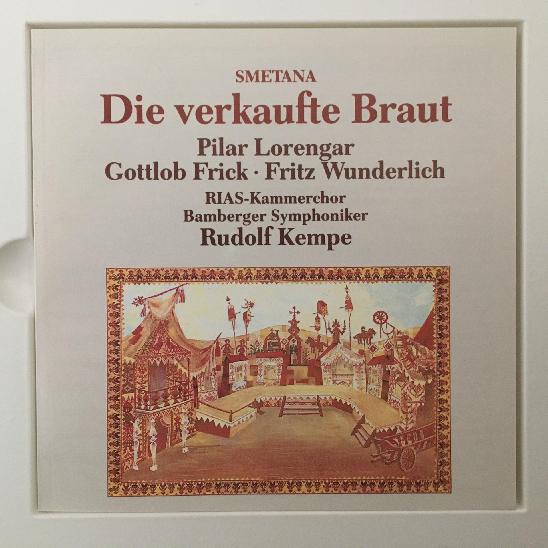 SMETANA
Die verkaufte Braut
Pilar Lorengar
Gottlob Frick · Fritz Wunderlich
RIAS-Kammerchor
Bamberger Symphoniker
Rudolf Kempe